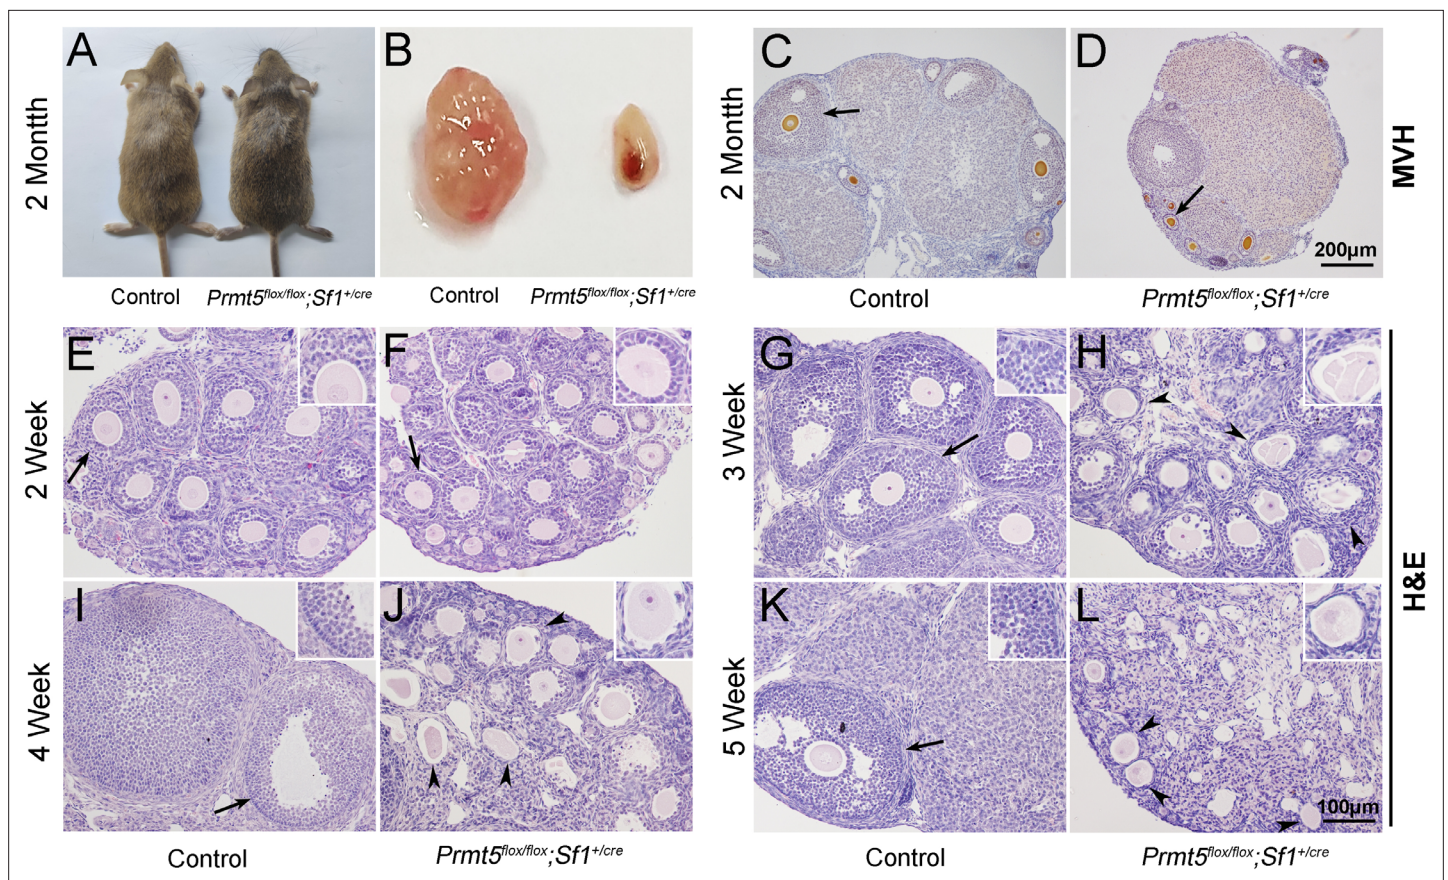 A
B
C
D
2 Month
2 Month
MVH
200μm
Control
Prmt5flox/flox;Sf1+/cre
Control
Prmt5flox/flox;Sf1+/cre
Control
Prmt5flox/flox;Sf1+/cre
E
F
G
H
2 Week
3 Week
I
J
K
L
4 Week
5 Week
H&E
100μm
Control
Prmt5flox/flox;Sf1+/cre
Control
Prmt5flox/flox;Sf1+/cre